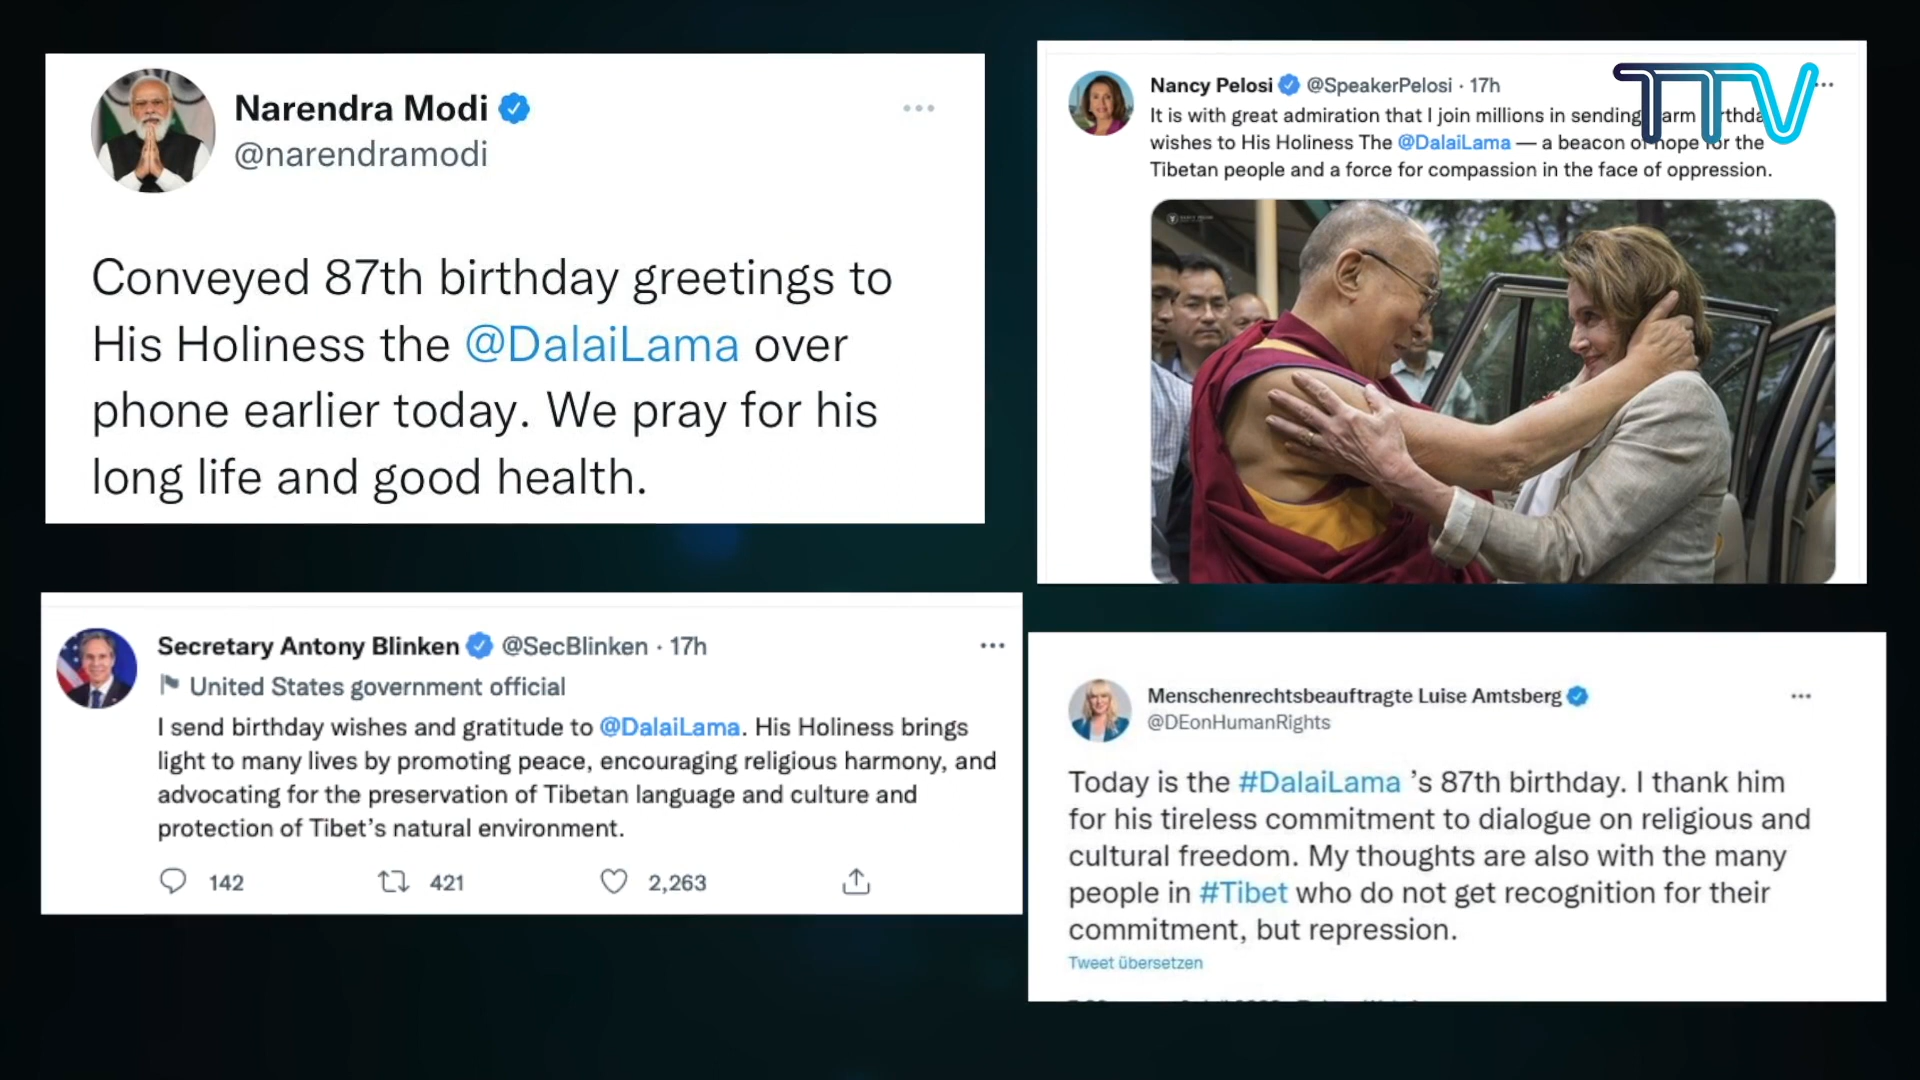 Narendra Modi
@narendramodi
Conveyed 87th birthday greetings to
His Holiness the @DalaiLama over
phone earlier today. We pray for his
long life and good health.
TTV
Nancy Pelosi @SpeakerPelosi · 17h
It is with great admiration that I join millions in sending
wishes to His Holiness The @DalaiLama — a beacon of hope for the
Tibetan people and a force for compassion in the face of oppression.
Secretary Antony Blinken @SecBlinken · 17h
United States government official
I send birthday wishes and gratitude to @DalaiLama. His Holiness brings
light to many lives by promoting peace, encouraging religious harmony, and
advocating for the preservation of Tibetan language and culture and
protection of Tibet's natural environment.
142 421 2,263
Menschenrechtsbeauftragte Luise Amtsberg
@DEonHumanRights
Today is the #DalaiLama 's 87th birthday. I thank him
for his tireless commitment to dialogue on religious and
cultural freedom. My thoughts are also with the many
people in #Tibet who do not get recognition for their
commitment, but repression.
Tweet übersetzen